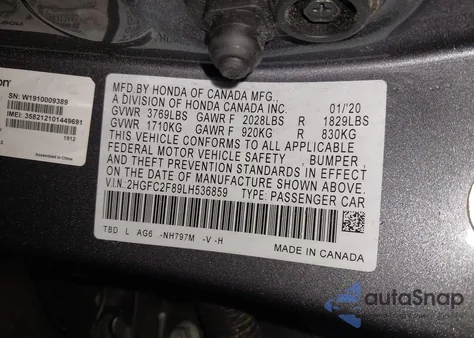 SN: W1910009389
IMEI: 358212101449691
1912
Assembled in China
MFD.BY HONDA OF CANADA MFG.,
A DIVISION OF HONDA CANADA INC. 01/'20
GVWR 3769LBS GAWR F 2028LBS R 1829LBS
GVWR 1710KG GAWR F 920KG R 830KG
THIS VEHICLE CONFORMS TO ALL APPLICABLE
FEDERAL MOTOR VEHICLE SAFETY , BUMPER ,
AND THEFT PREVENTION STANDARDS IN EFFECT
ON THE DATE OF MANUFACTURE SHOWN ABOVE.
V.I.N.:2HGFC2F89LH536859 TYPE: PASSENGER CAR
TBD L AG6 -NH797M -V -H
MADE IN CANADA
autoSnap